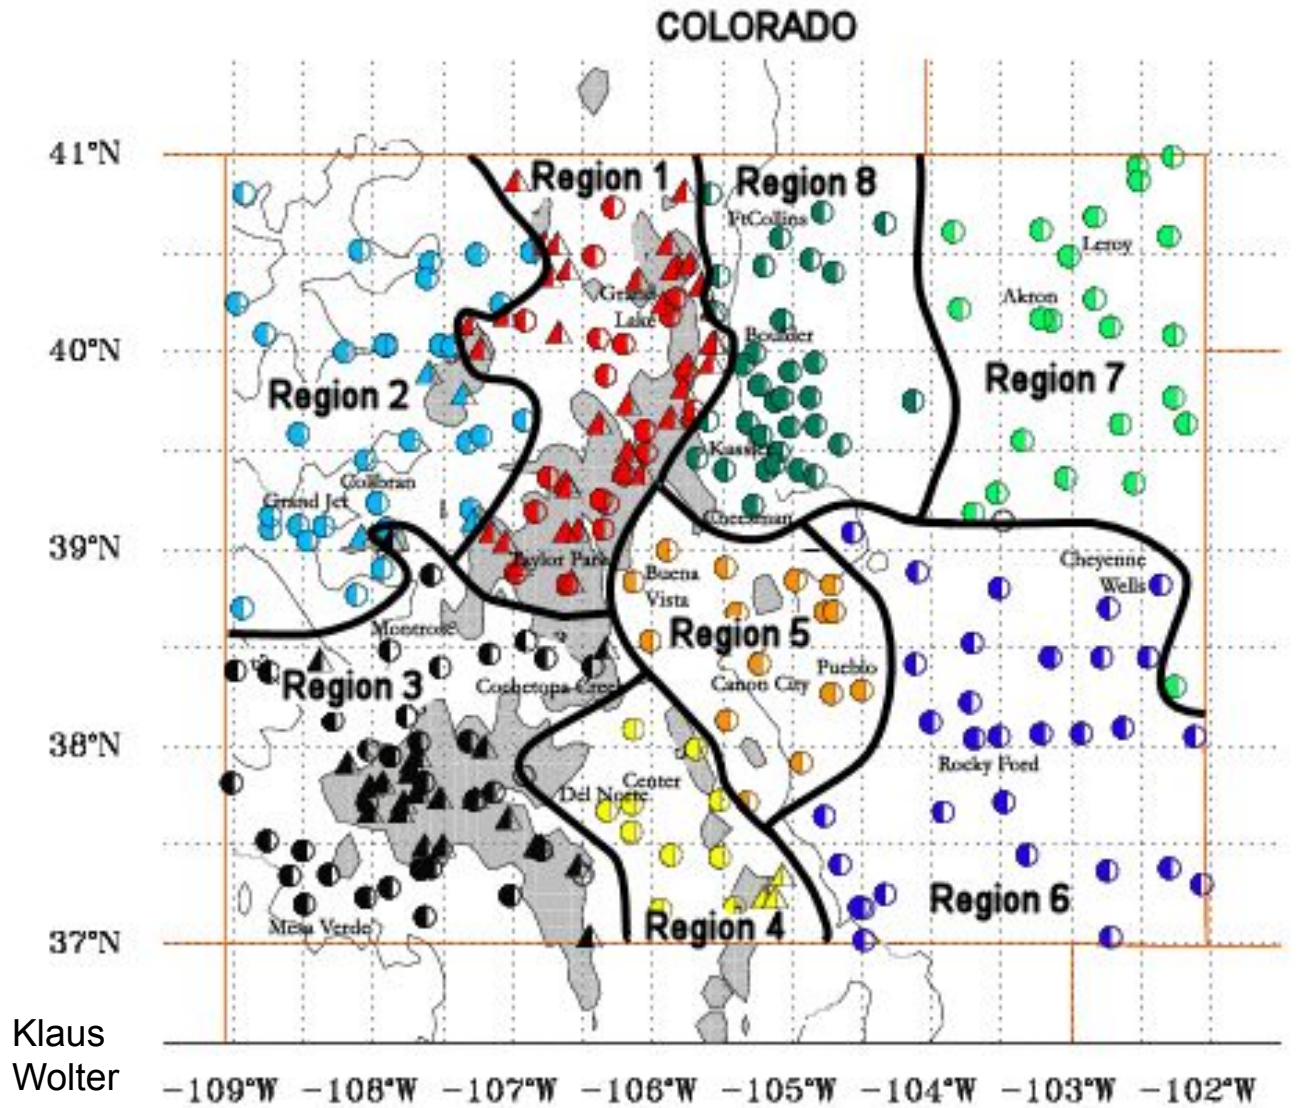 COLORADO
41°N
Region 1
Region 8
FtCollins
Leroy
Grand
Lake
Akron
Boulder
40°N
Region 2
Region 7
Kassler
Collbran
Grand Jct
Cheesman
39°N
Taylor Park
Buena
Vista
Cheyenne
Wells
Montrose
Region 5
Pueblo
Region 3
Cochetopa Creek
Canon City
38°N
Rocky Ford
Center
Del Norte
Region 6
Mesa Verde
Region 4
37°N
Klaus
Wolter
-109°W -108°W -107°W -106°W -105°W -104°W -103°W -102°W